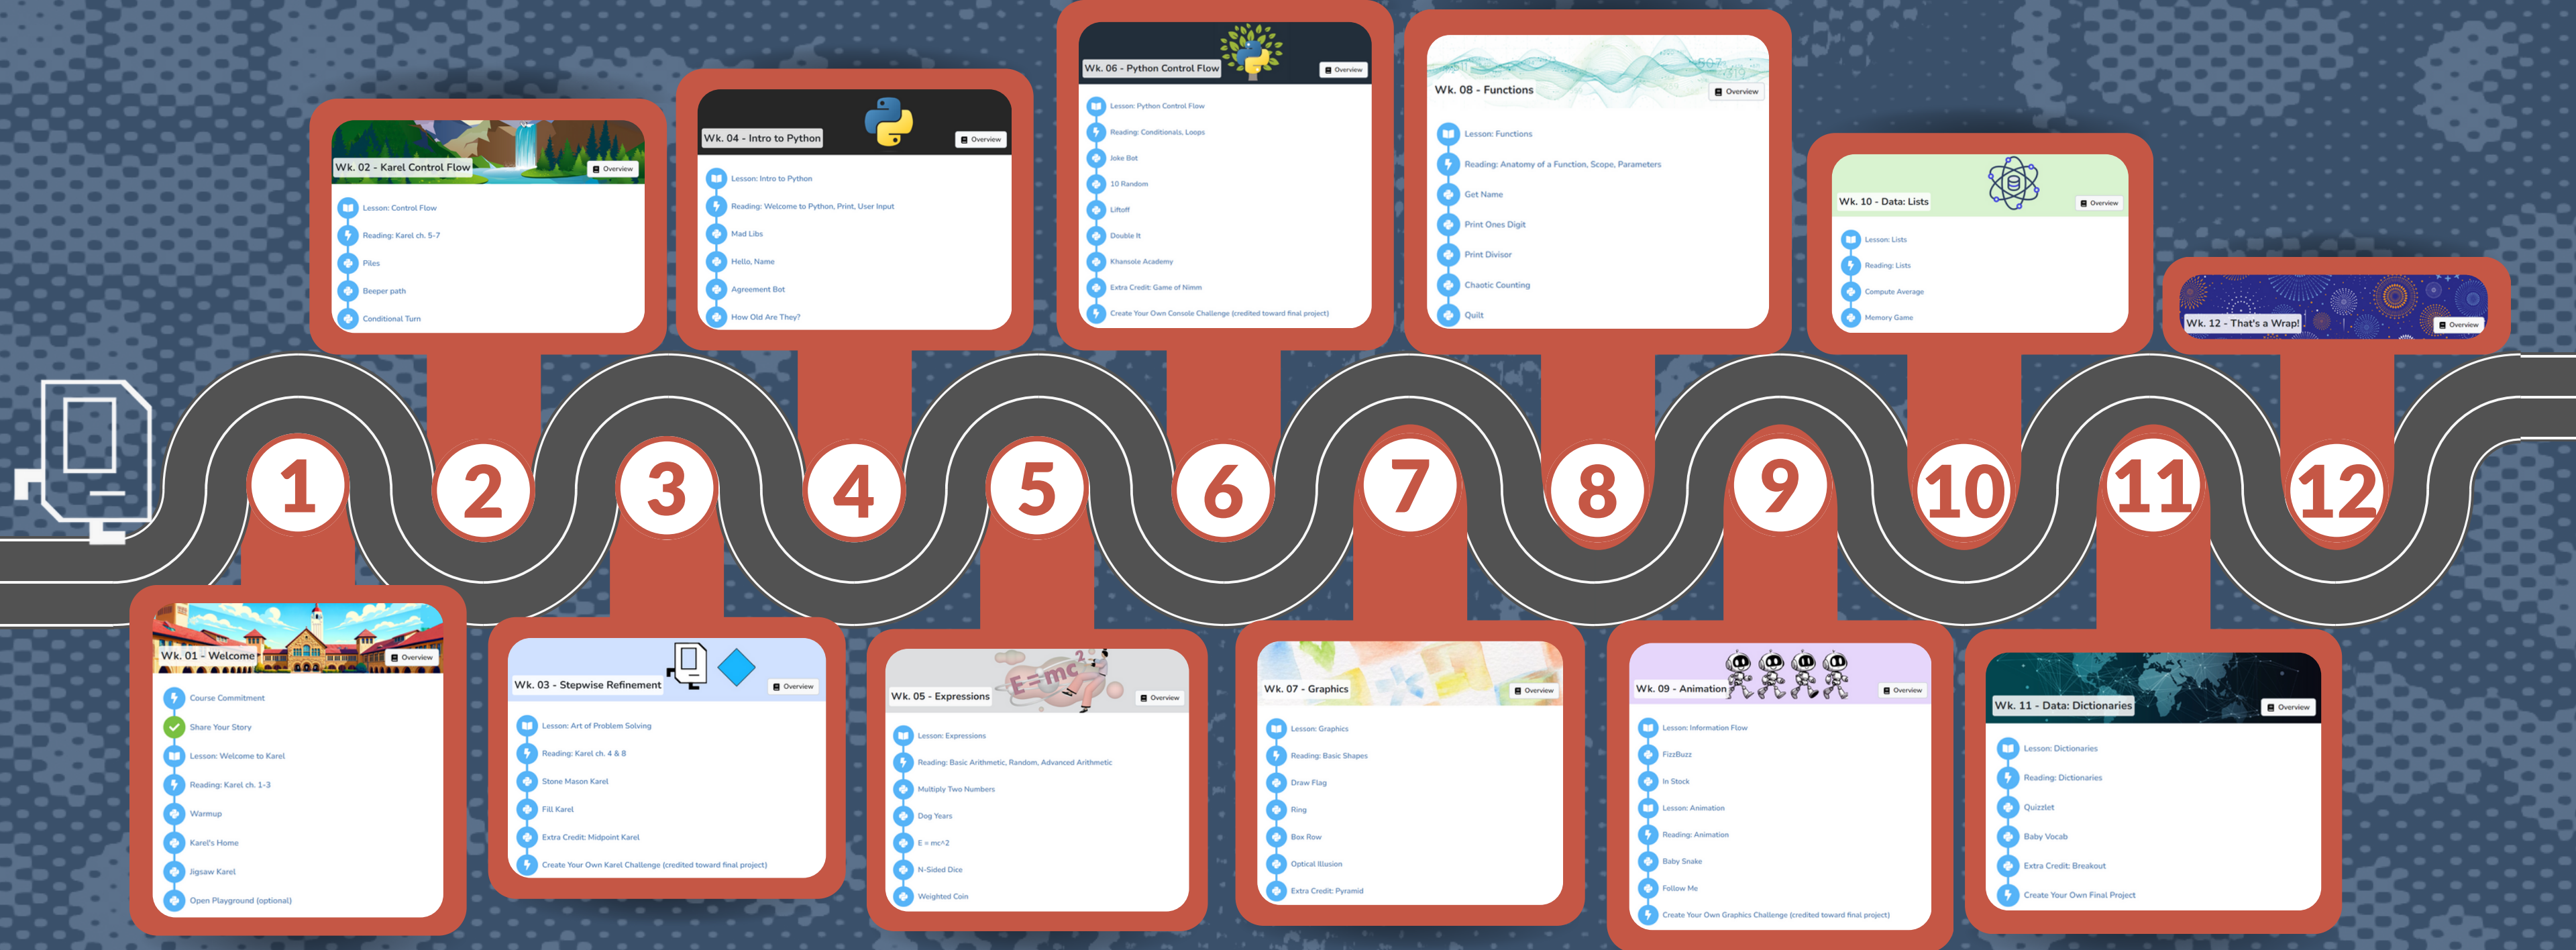 Wk. 02 - Karel Control Flow
Overview
Lesson: Control Flow
Reading: Karel ch. 5-7
Piles
Beeper path
Conditional Turn
Wk. 04 - Intro to Python
Overview
Lesson: Intro to Python
Reading: Welcome to Python, Print, User Input
Mad Libs
Hello, Name
Agreement Bot
How Old Are They?
Wk. 06 - Python Control Flow
Overview
Lesson: Python Control Flow
Reading: Conditionals, Loops
Joke Bot
10 Random
Liftoff
Double It
Khansole Academy
Extra Credit: Game of Nimm
Create Your Own Console Challenge (credited toward final project)
Wk. 08 - Functions
Overview
Lesson: Functions
Reading: Anatomy of a Function, Scope, Parameters
Get Name
Print Ones Digit
Print Divisor
Chaotic Counting
Quilt
Wk. 10 - Data: Lists
Overview
Lesson: Lists
Reading: Lists
Compute Average
Memory Game
Wk. 12 - That's a Wrap!
Overview
1
2
3
4
5
6
7
8
9
10
11
12
Wk. 01 - Welcome
Overview
Course Commitment
Share Your Story
Lesson: Welcome to Karel
Reading: Karel ch. 1-3
Warmup
Karel's Home
Jigsaw Karel
Open Playground (optional)
Wk. 03 - Stepwise Refinement
Overview
Lesson: Art of Problem Solving
Reading: Karel ch. 4 & 8
Stone Mason Karel
Fill Karel
Extra Credit: Midpoint Karel
Create Your Own Karel Challenge (credited toward final project)
E=mc²
Wk. 05 - Expressions
Overview
Lesson: Expressions
Reading: Basic Arithmetic, Random, Advanced Arithmetic
Multiply Two Numbers
Dog Years
E = mc^2
N-Sided Dice
Weighted Coin
Wk. 07 - Graphics
Overview
Lesson: Graphics
Reading: Basic Shapes
Draw Flag
Ring
Box Row
Optical Illusion
Extra Credit: Pyramid
Wk. 09 - Animation
Overview
Lesson: Information Flow
FizzBuzz
In Stock
Lesson: Animation
Reading: Animation
Baby Snake
Follow Me
Create Your Own Graphics Challenge (credited toward final project)
Wk. 11 - Data: Dictionaries
Overview
Lesson: Dictionaries
Reading: Dictionaries
Quizzlet
Baby Vocab
Extra Credit: Breakout
Create Your Own Final Project